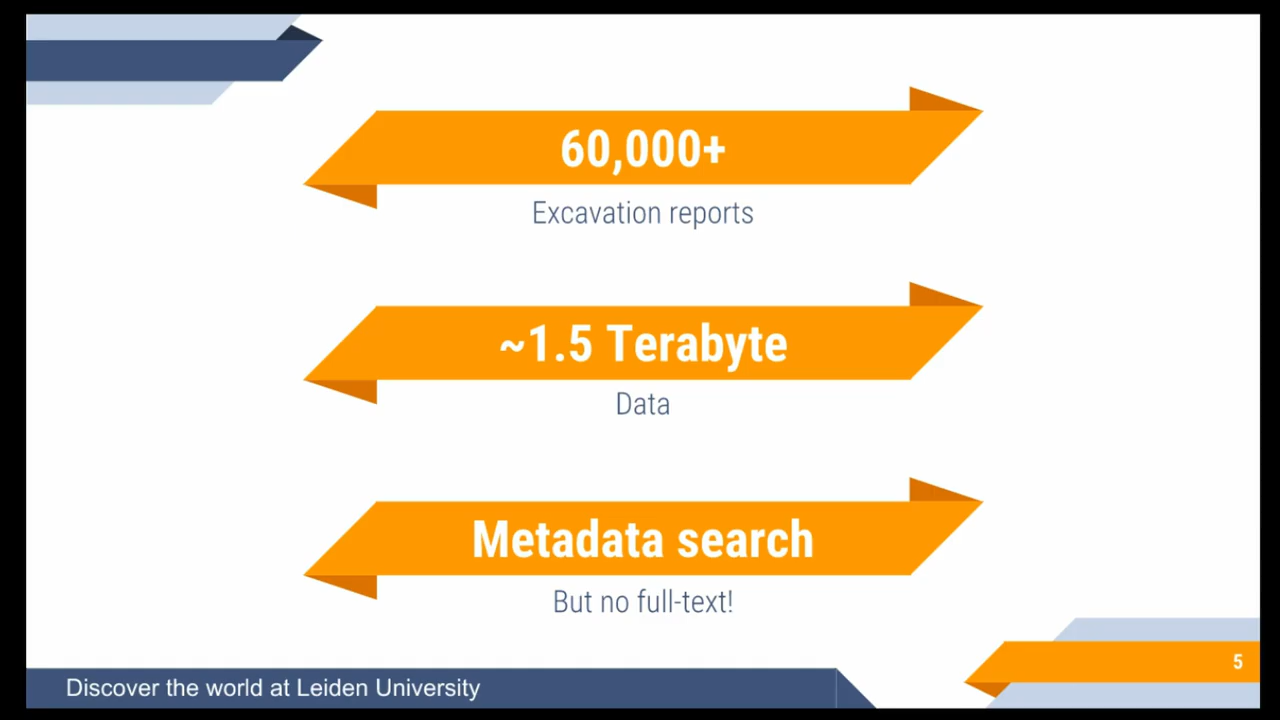 60,000+
Excavation reports
~1.5 Terabyte
Data
Metadata search
But no full-text!
5
Discover the world at Leiden University